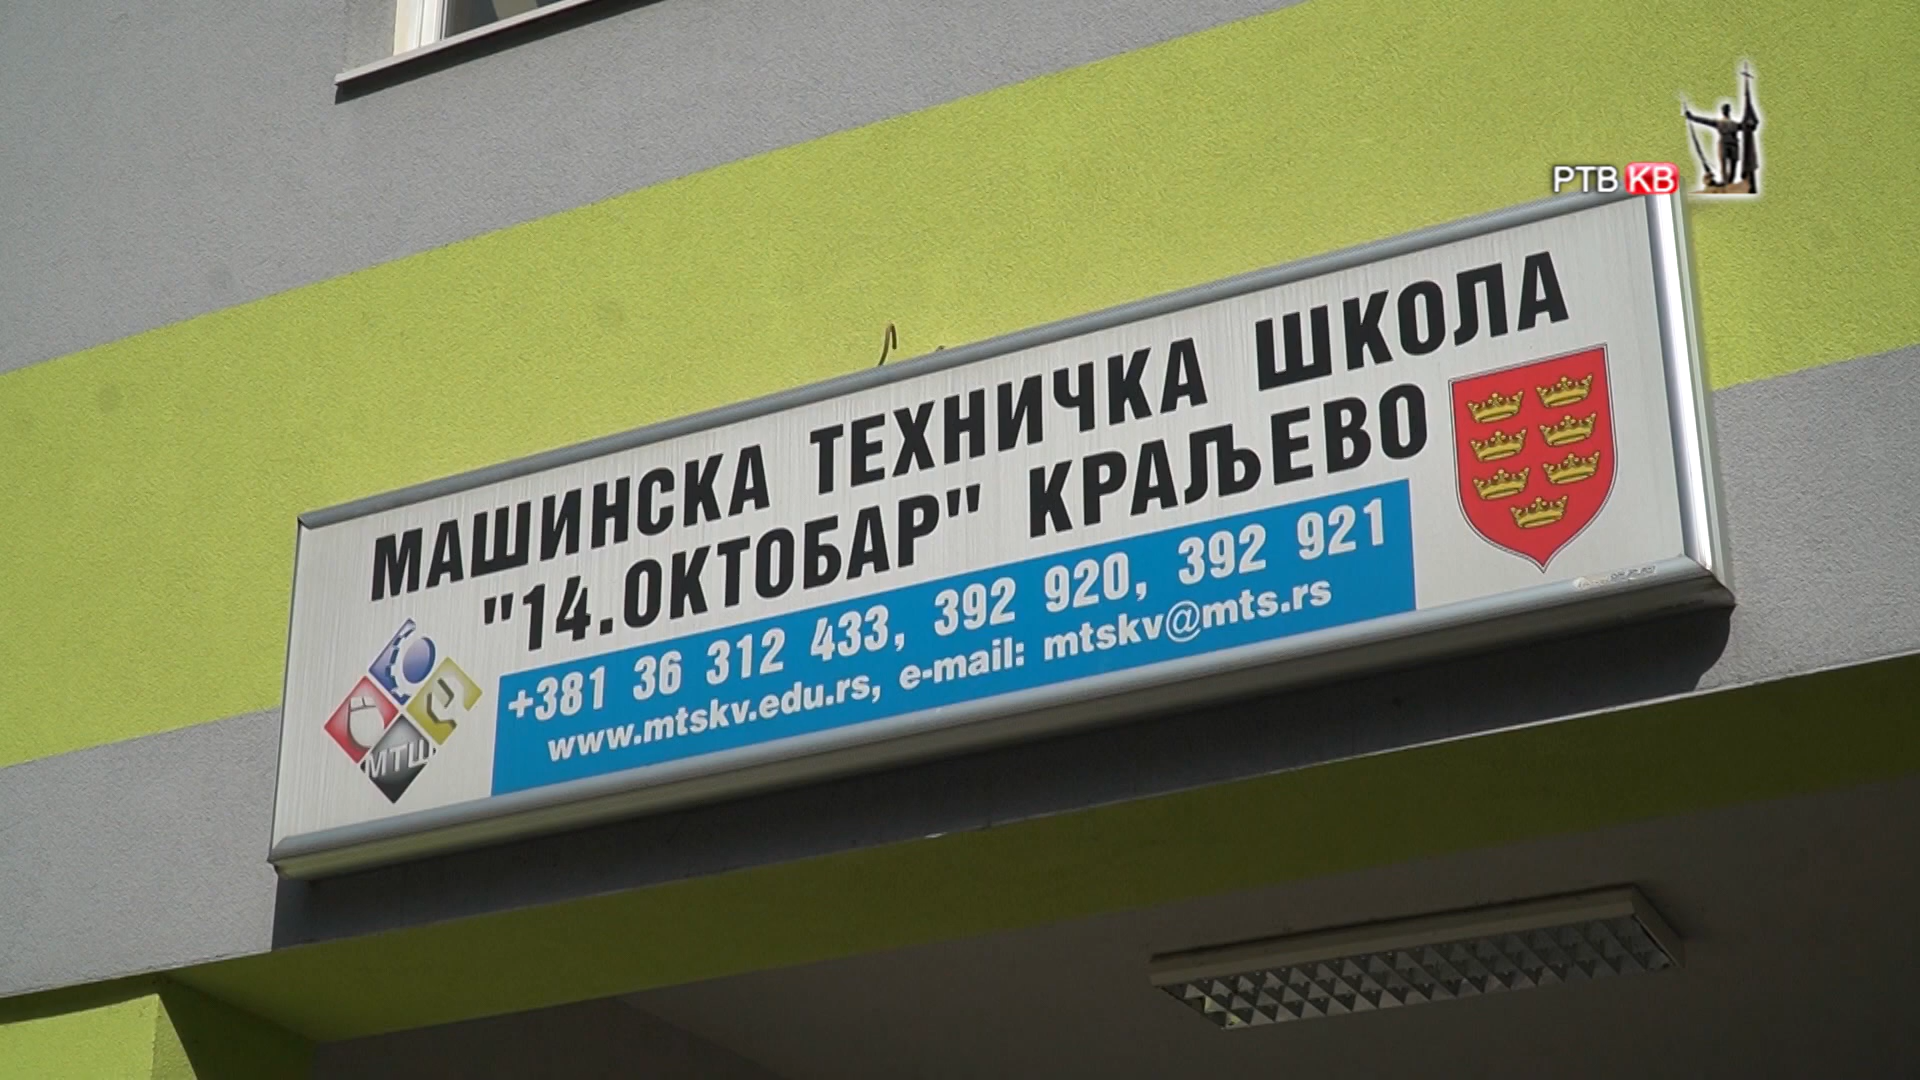 РТВ КВ
МАШИНСКА ТЕХНИЧКА ШКОЛА
"14.ОКТОБАР" КРАЉЕВО
+381 36 312 433, 392 920, 392 921
www.mtskv.edu.rs, e-mail: mtskv@mts.rs
МТШ